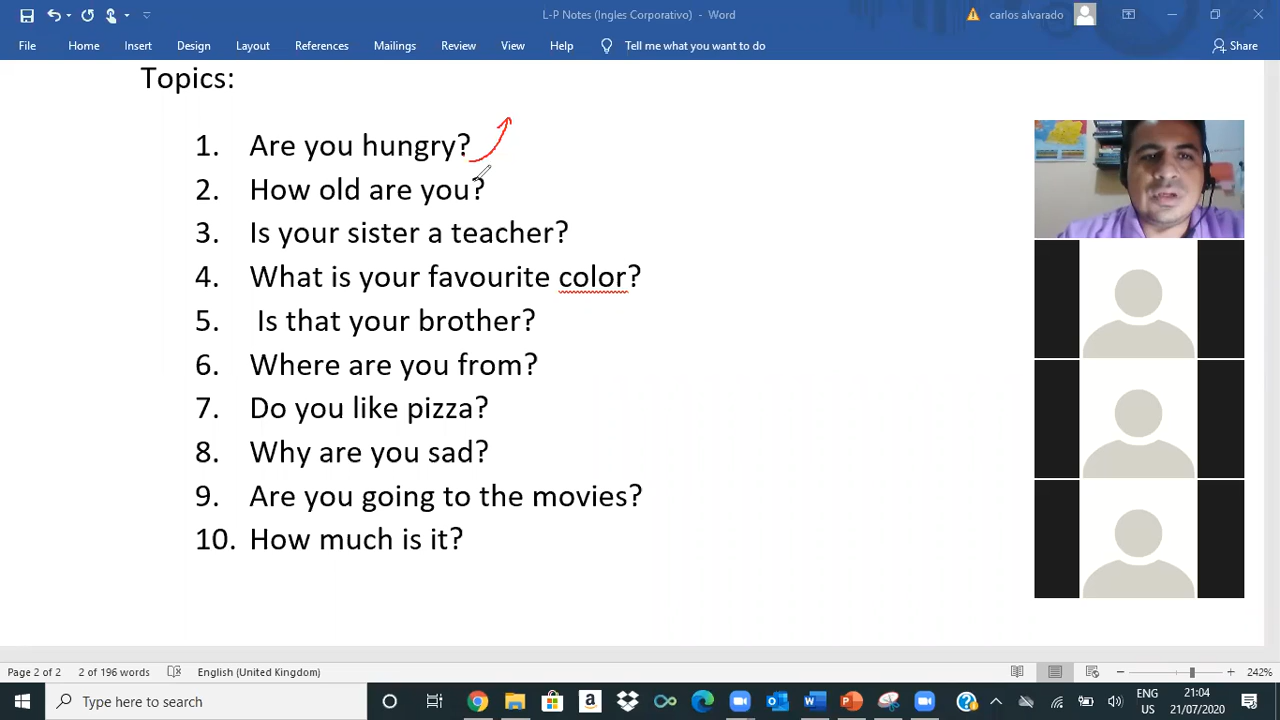 L-P Notes (Ingles Corporativo) - Word
carlos alvarado
File Home Insert Design Layout References Mailings Review View Help Tell me what you want to do Share
Topics:
1. Are you hungry?
2. How old are you?
3. Is your sister a teacher?
4. What is your favourite color?
5. Is that your brother?
6. Where are you from?
7. Do you like pizza?
8. Why are you sad?
9. Are you going to the movies?
10. How much is it?
Page 2 of 2 2 of 196 words English (United Kingdom) 242%
Type here to search
ENG 21:04
US 21/07/2020